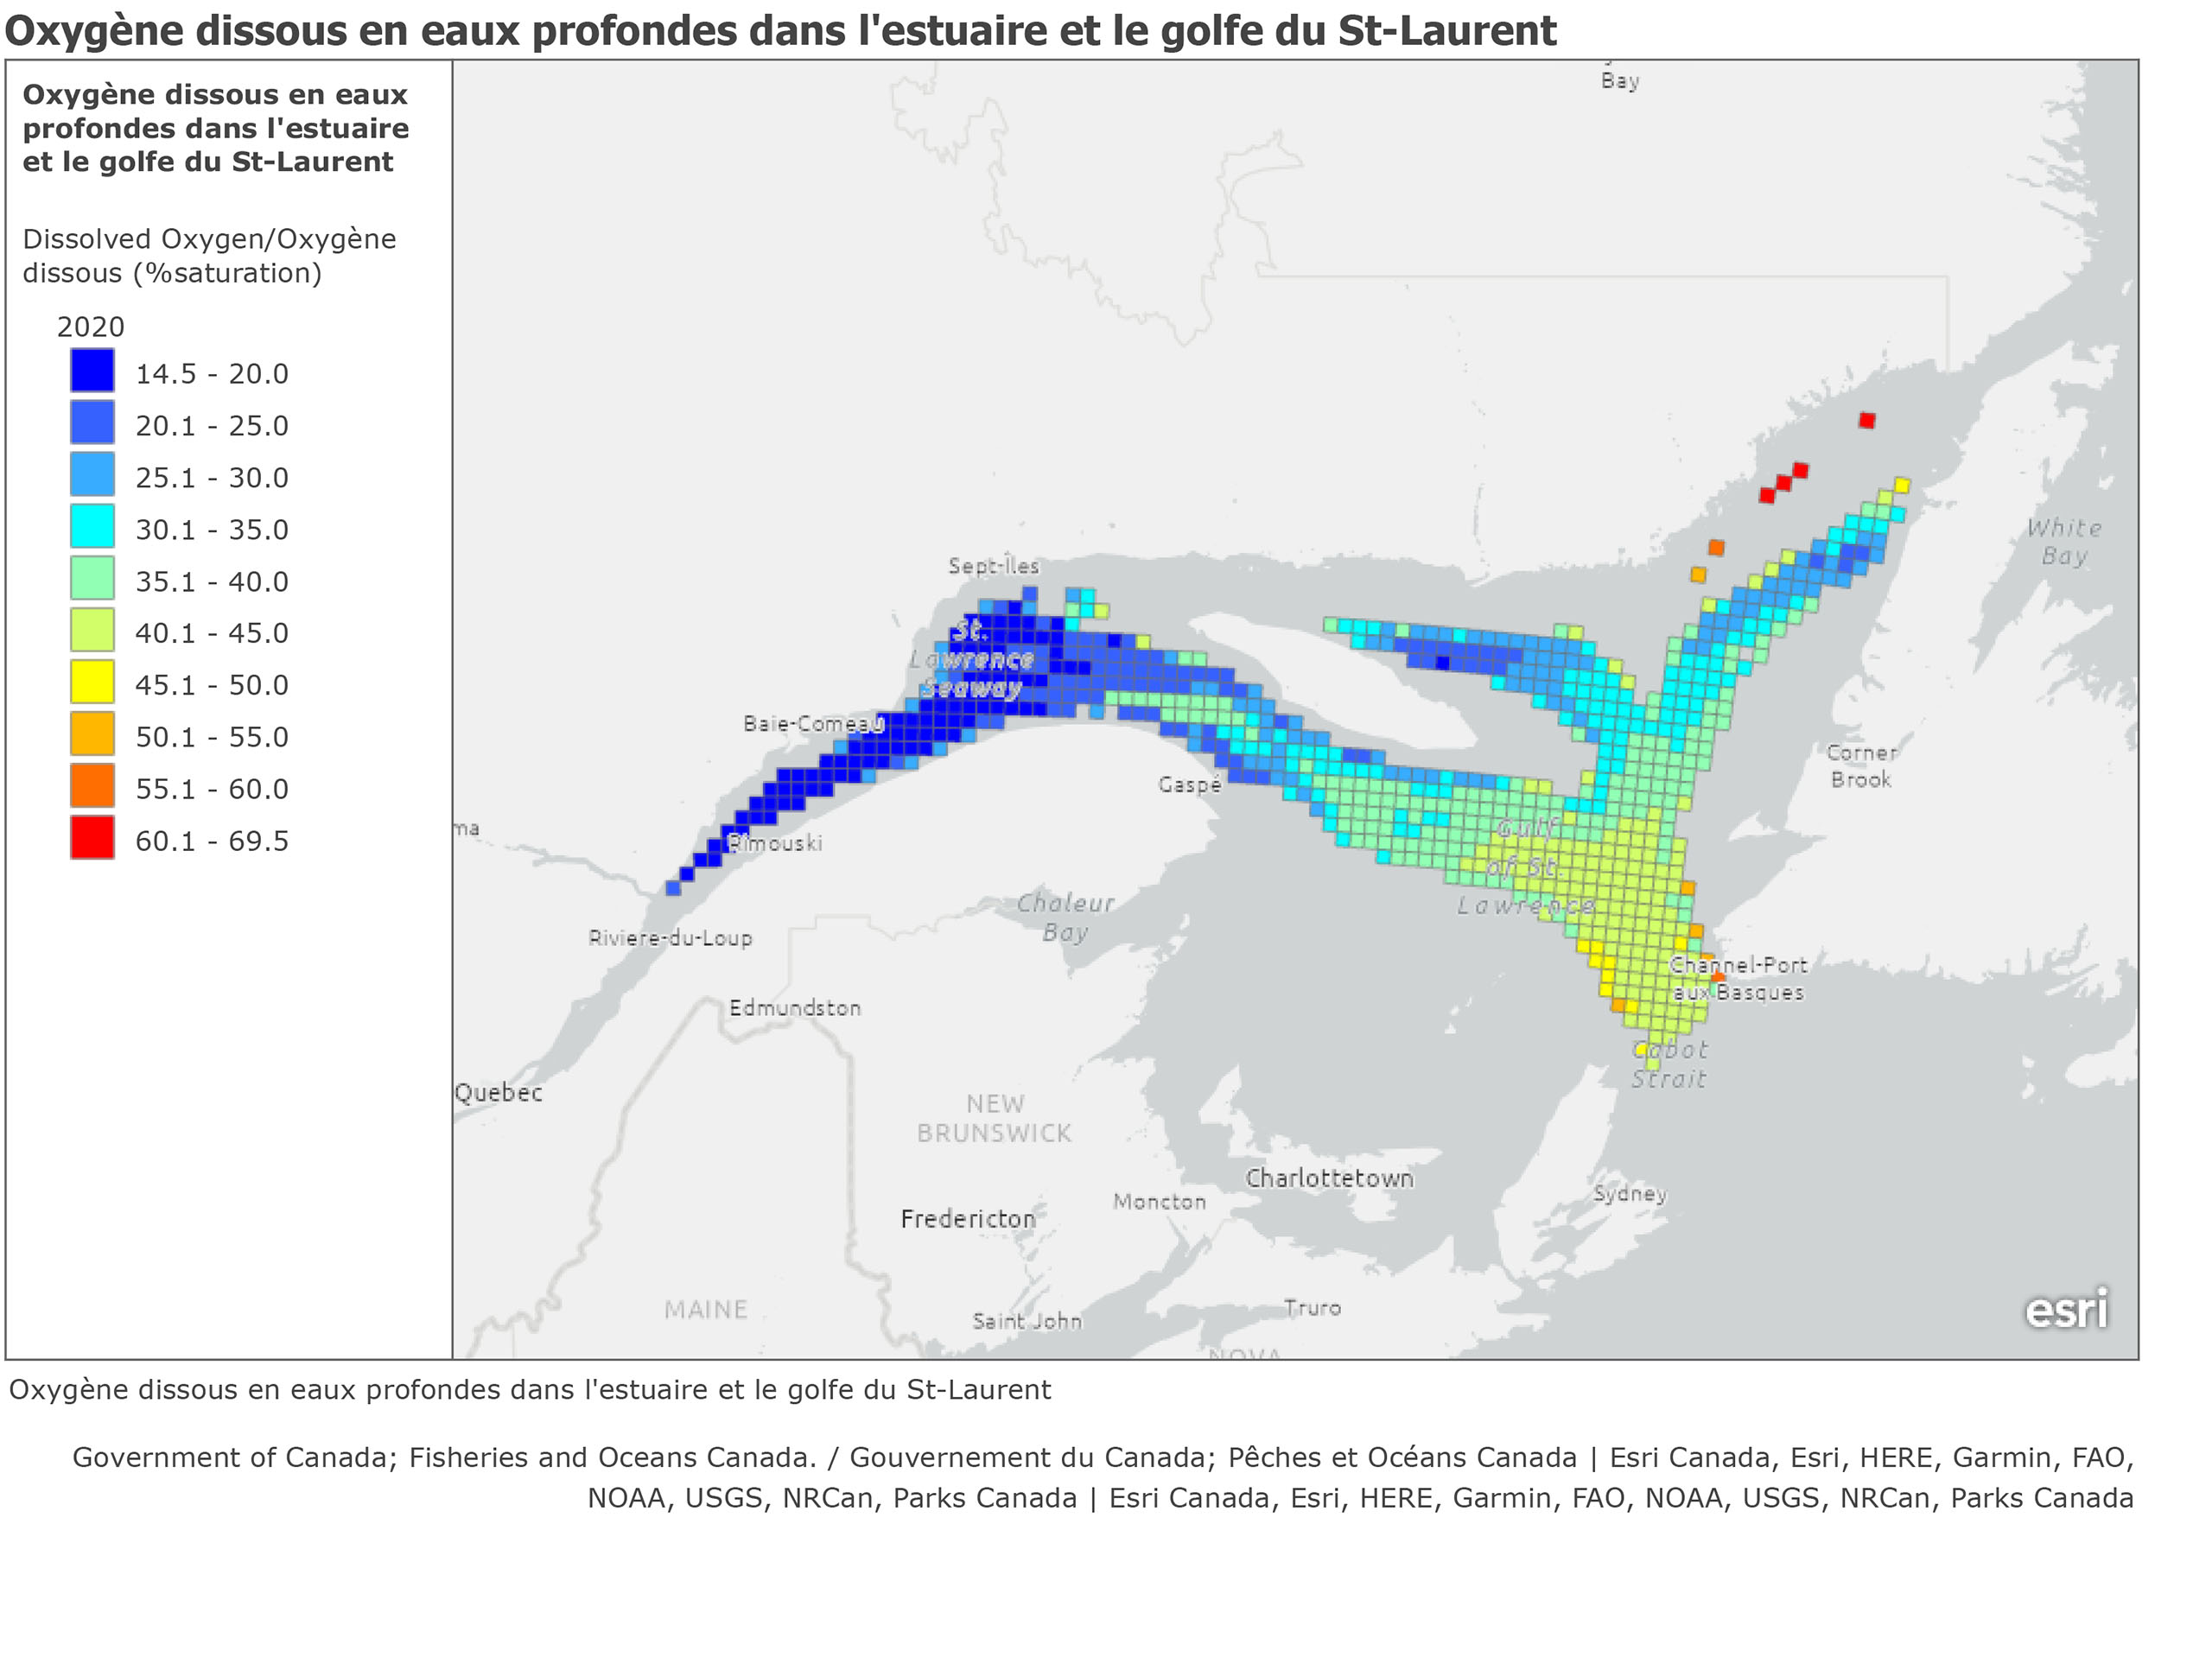 Oxygène dissous en eaux profondes dans l'estuaire et le golfe du St-Laurent
Oxygène dissous en eaux
profondes dans l'estuaire
et le golfe du St-Laurent
Dissolved Oxygen/Oxygène
dissous (%saturation)
2020
14.5 - 20.0
20.1 - 25.0
25.1 - 30.0
30.1 - 35.0
35.1 - 40.0
40.1 - 45.0
45.1 - 50.0
50.1 - 55.0
55.1 - 60.0
60.1 - 69.5
Bay
White
Bay
Sept-Îles
St.
Lawrence
Seaway
Baie-Comeau
Corner
Brook
Gaspé
ma
Rimouski
Gulf
of St.
Lawrence
Chaleur
Bay
Riviere-du-Loup
Channel-Port
aux Basques
Edmundston
Cabot
Strait
Quebec
NEW
BRUNSWICK
Charlottetown
Sydney
Moncton
Fredericton
MAINE
Truro
Saint John
NOVA
esri
Oxygène dissous en eaux profondes dans l'estuaire et le golfe du St-Laurent
Government of Canada; Fisheries and Oceans Canada. / Gouvernement du Canada; Pêches et Océans Canada | Esri Canada, Esri, HERE, Garmin, FAO,
NOAA, USGS, NRCan, Parks Canada | Esri Canada, Esri, HERE, Garmin, FAO, NOAA, USGS, NRCan, Parks Canada